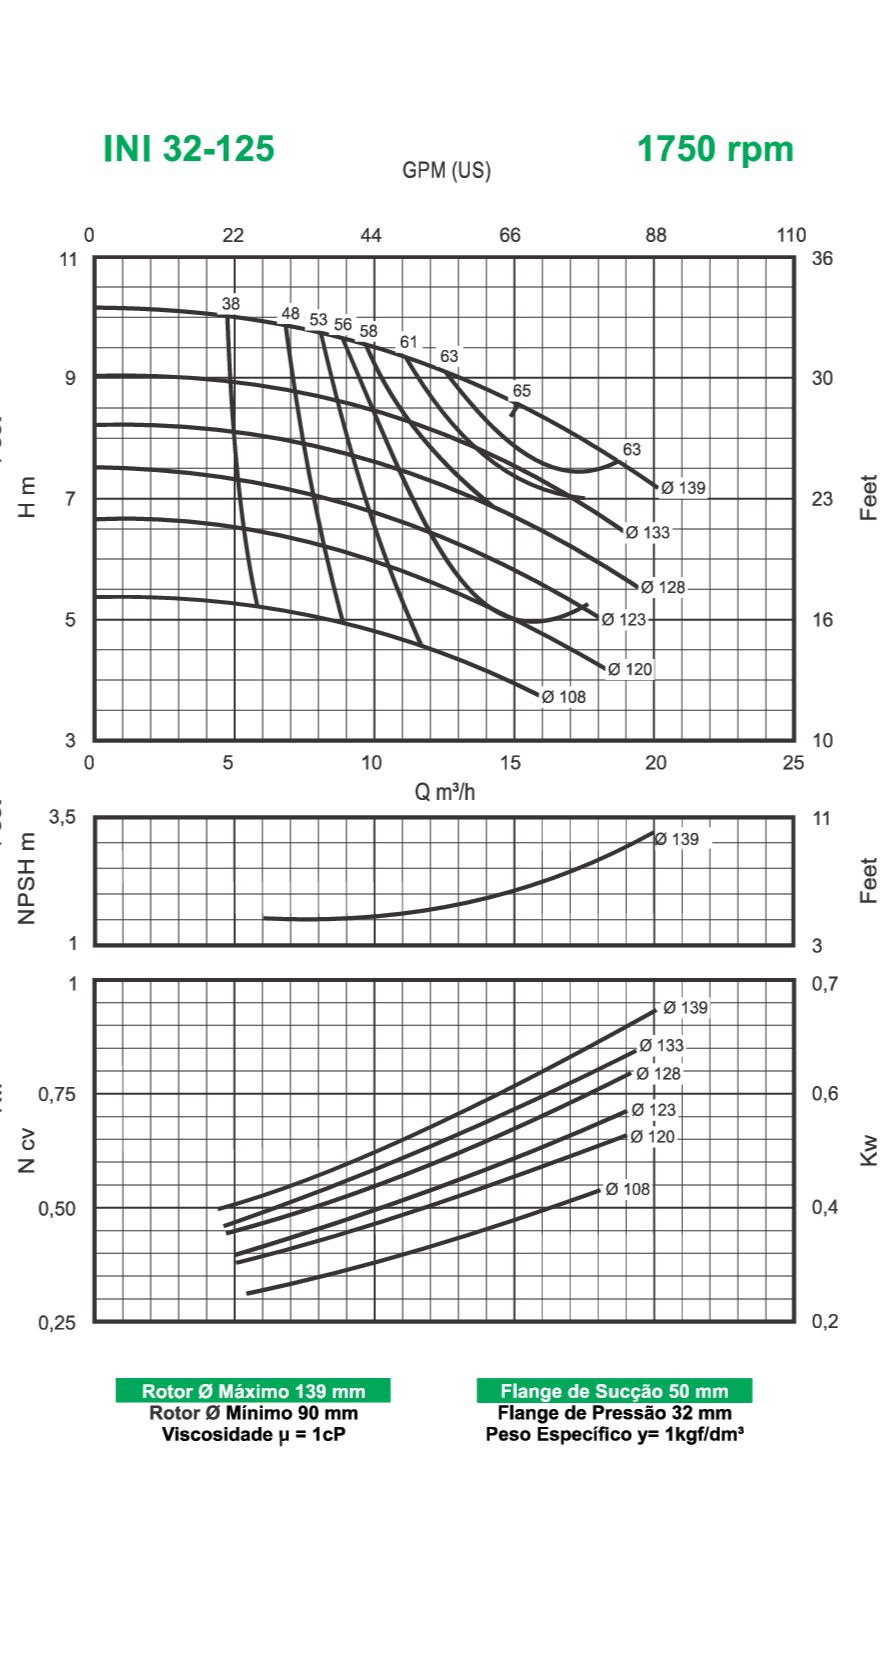 INI 32-125 1750 rpm
GPM (US)
0 22 44 66 88 110
11 36
38
48 53 56 58
61
63
9 30
65
63
H m
Feet
Ø 139
7 23
Ø 133
Ø 128
5 Ø 123 16
Ø 120
Ø 108
3 10
0 5 10 15 20 25
Q m³/h
3,5 11
Ø 139
NPSH m
Feet
1 3
1 0,7
Ø 139
Ø 133
Ø 128
0,75 0,6
Ø 123
Ø 120
N cv
Kw
Ø 108
0,50 0,4
0,25 0,2
Rotor Ø Máximo 139 mm
Rotor Ø Mínimo 90 mm
Viscosidade µ = 1cP
Flange de Sucção 50 mm
Flange de Pressão 32 mm
Peso Específico y= 1kgf/dm³